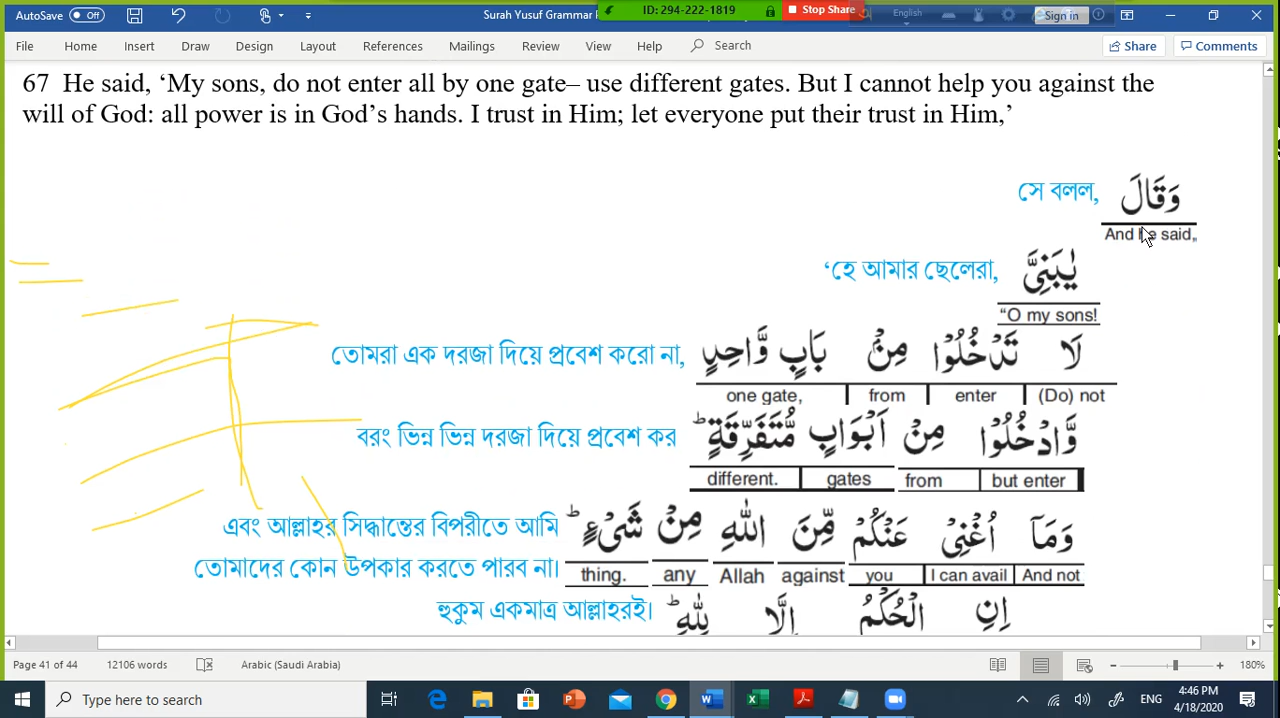 AutoSave Off
Surah Yusuf Grammar
ID: 294-222-1819
Stop Share
English
Sign in
File Home Insert Draw Design Layout References Mailings Review View Help Search
Share Comments
67 He said, ‘My sons, do not enter all by one gate– use different gates. But I cannot help you against the
will of God: all power is in God’s hands. I trust in Him; let everyone put their trust in Him,’
সে বলল, وَقَالَ
And he said,
‘হে আমার ছেলেরা, يٰبَنِىَّ
“O my sons!
তোমরা এক দরজা দিয়ে প্রবেশ করো না, لَا تَدۡخُلُوۡا مِنۡۢ بَابٍ وَّاحِدٍ
one gate, from enter (Do) not
বরং ভিন্ন ভিন্ন দরজা দিয়ে প্রবেশ কর وَّادۡخُلُوۡا مِنۡ اَبۡوَابٍ مُّتَفَرِّقَةٍ ؕ
different. gates from but enter
এবং আল্লাহর সিদ্ধান্তের বিপরীতে আমি وَمَاۤ اُغۡنِىۡ عَنۡكُمۡ مِّنَ اللّٰهِ مِنۡ شَىۡءٍ ؕ
তোমাদের কোন উপকার করতে পারব না। thing. any Allah against you I can avail And not
হুকুম একমাত্র আল্লাহরই। اِنِ الۡحُكۡمُ اِلَّا لِلّٰهِ ؕ
Page 41 of 44 12106 words Arabic (Saudi Arabia) 180%
Type here to search
ENG
4:46 PM
4/18/2020